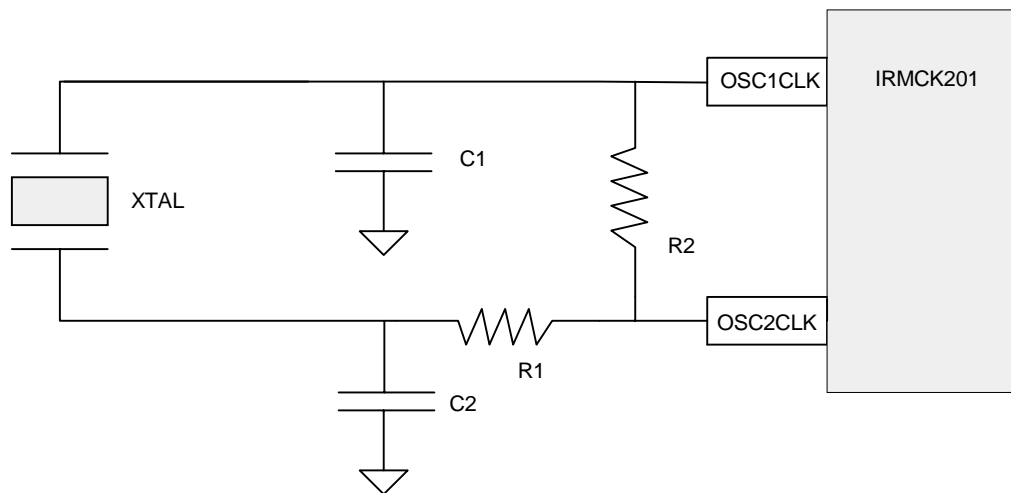 OSC1CLK
IRMCK201
C1
XTAL
R2
OSC2CLK
R1
C2